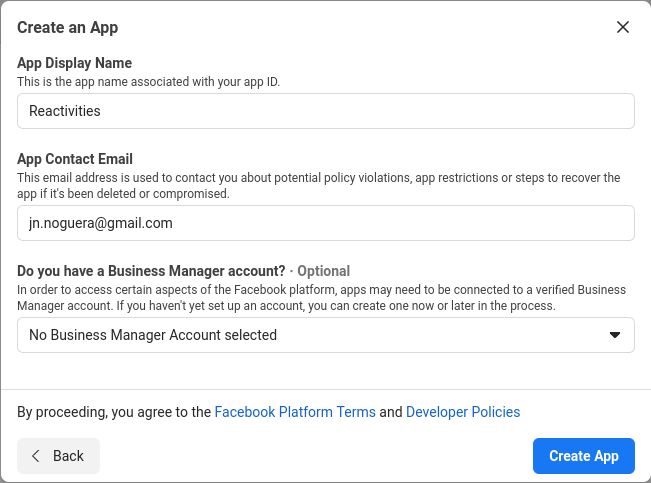 Create an App
App Display Name
This is the app name associated with your app ID.
Reactivities
App Contact Email
This email address is used to contact you about potential policy violations, app restrictions or steps to recover the
app if it's been deleted or compromised.
jn.noguera@gmail.com
Do you have a Business Manager account? · Optional
In order to access certain aspects of the Facebook platform, apps may need to be connected to a verified Business
Manager account. If you haven't yet set up an account, you can create one now or later in the process.
No Business Manager Account selected
By proceeding, you agree to the Facebook Platform Terms and Developer Policies
Back
Create App